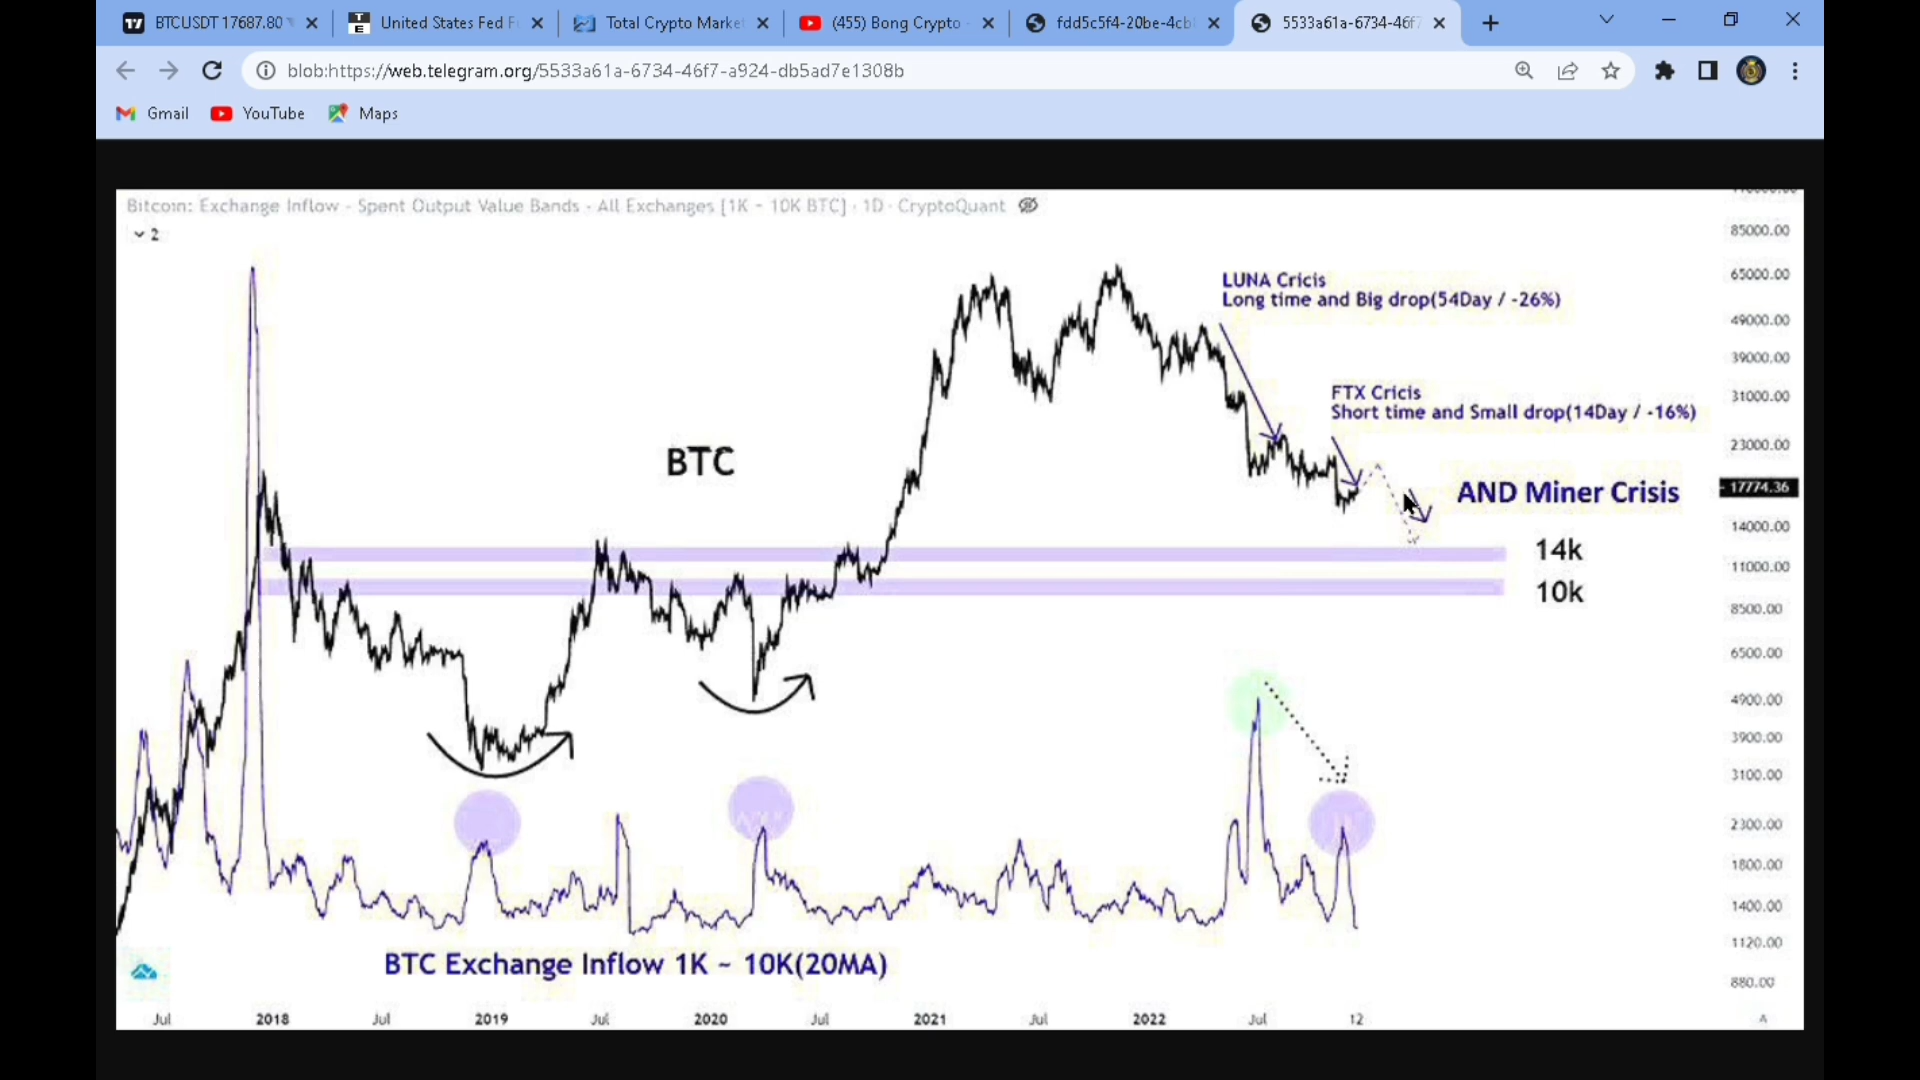 BTCUSDT 17687.80
United States Fed F
Total Crypto Market
(455) Bong Crypto -
fdd5c5f4-20be-4cb
5533a61a-6734-46f7
blob:https://web.telegram.org/5533a61a-6734-46f7-a924-db5ad7e1308b
Gmail
YouTube
Maps
Bitcoin: Exchange Inflow - Spent Output Value Bands - All Exchanges [1K ~ 10K BTC] · 1D · CryptoQuant
2
85000.00
LUNA Cricis
65000.00
Long time and Big drop(54Day / -26%)
49000.00
39000.00
FTX Cricis
31000.00
Short time and Small drop(14Day / -16%)
23000.00
BTC
AND Miner Crisis
17774.36
14000.00
14k
11000.00
10k
8500.00
6500.00
4900.00
3900.00
3100.00
2300.00
1800.00
1400.00
1120.00
BTC Exchange Inflow 1K ~ 10K(20MA)
880.00
Jul 2018 Jul 2019 Jul 2020 Jul 2021 Jul 2022 Jul 12 A